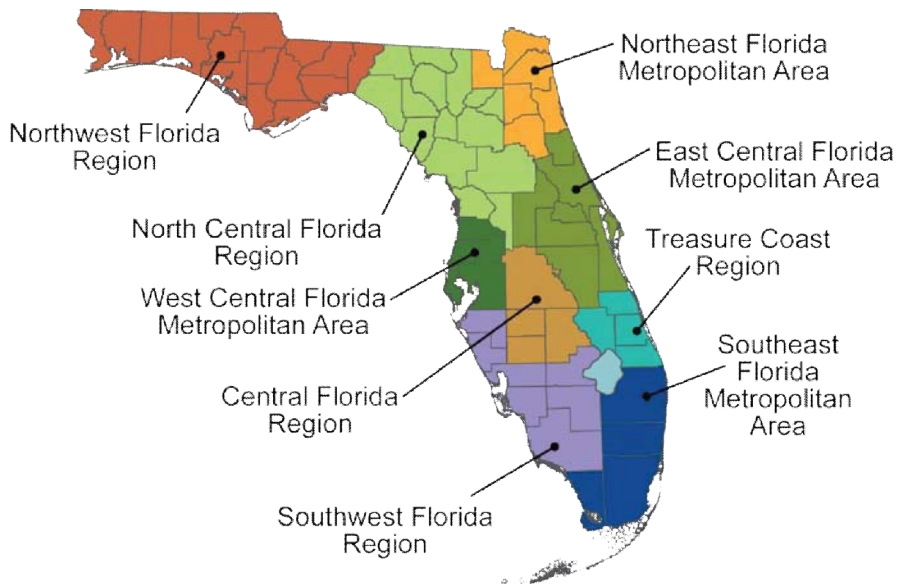 Northeast Florida
Metropolitan Area
Northwest Florida
Region
East Central Florida
Metropolitan Area
North Central Florida
Region
Treasure Coast
Region
West Central Florida
Metropolitan Area
Southeast
Florida
Metropolitan
Area
Central Florida
Region
Southwest Florida
Region